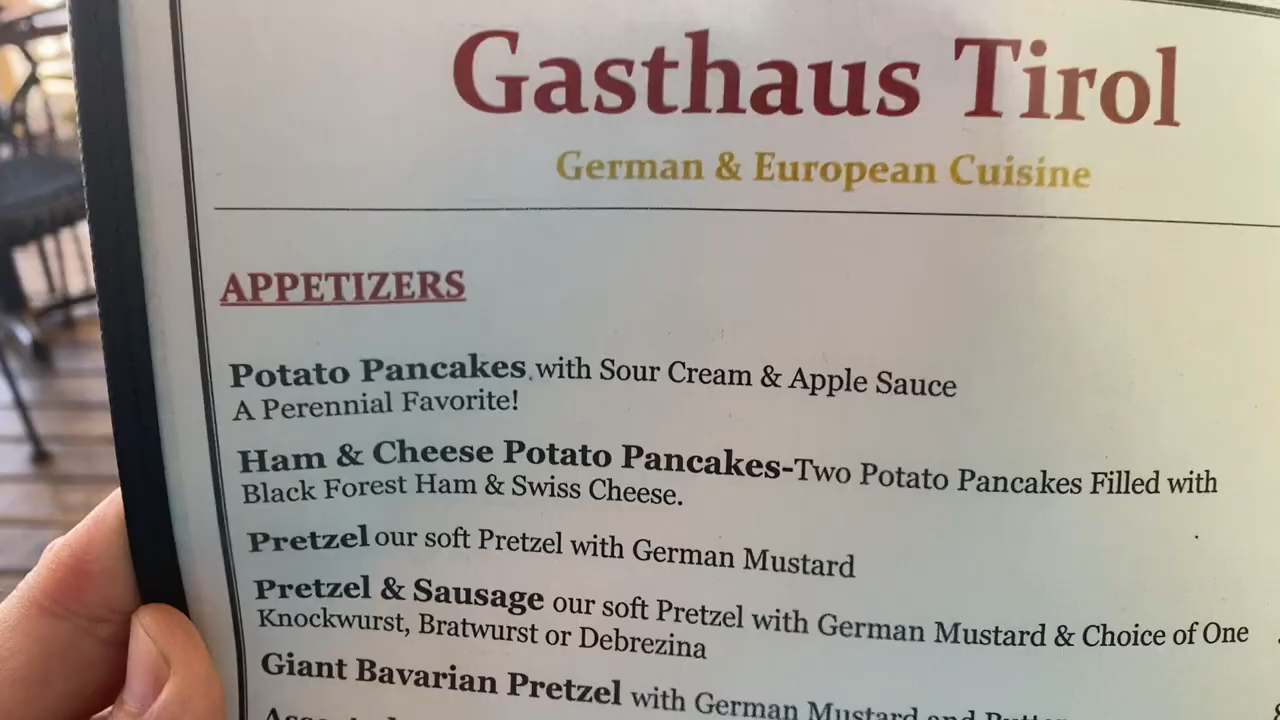 Gasthaus Tirol
German & European Cuisine
APPETIZERS
Potato Pancakes with Sour Cream & Apple Sauce
A Perennial Favorite!
Ham & Cheese Potato Pancakes-Two Potato Pancakes Filled with
Black Forest Ham & Swiss Cheese.
Pretzel our soft Pretzel with German Mustard
Pretzel & Sausage our soft Pretzel with German Mustard & Choice of One
Knockwurst, Bratwurst or Debrezina
Giant Bavarian Pretzel with German Mustard and